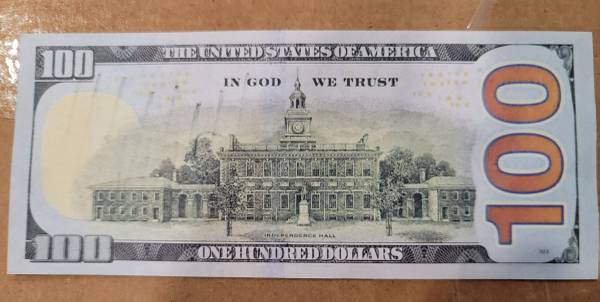 100
THE UNITED STATES OF AMERICA
IN GOD WE TRUST
100
INDEPENDENCE HALL
100
ONE HUNDRED DOLLARS